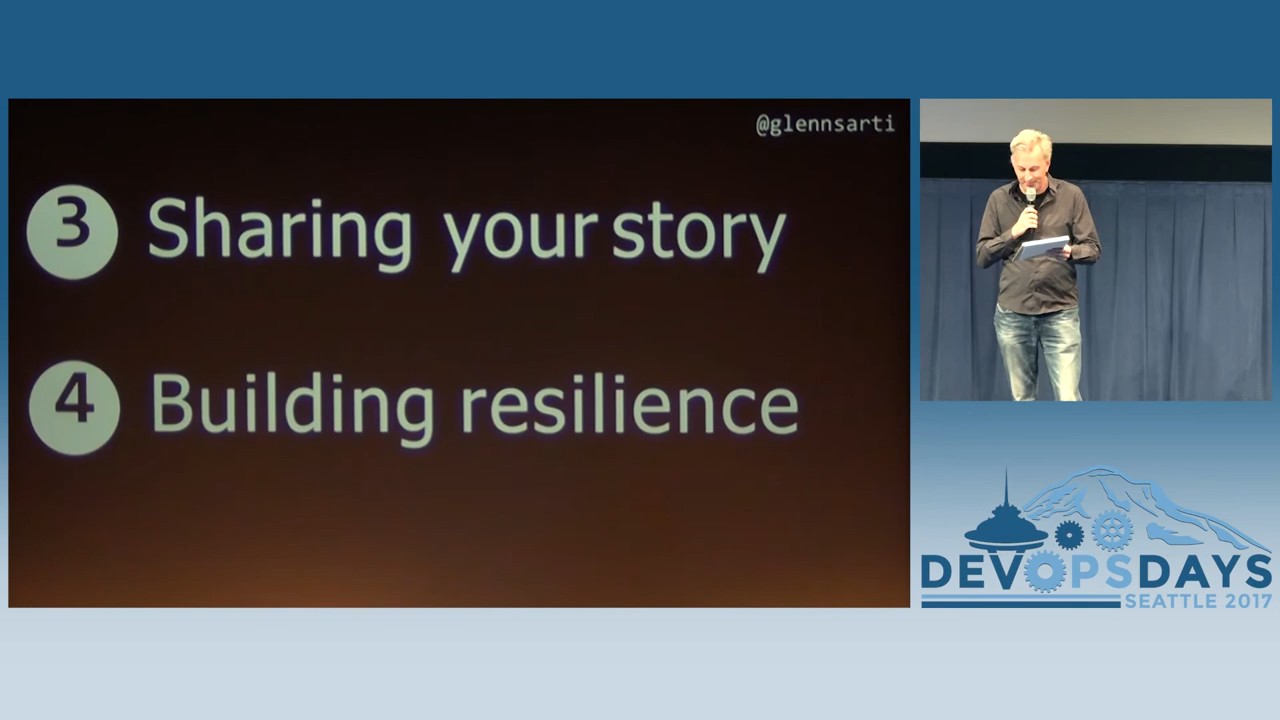 @glennsarti
3 Sharing your story
4 Building resilience
DEVOPSDAYS
SEATTLE 2017